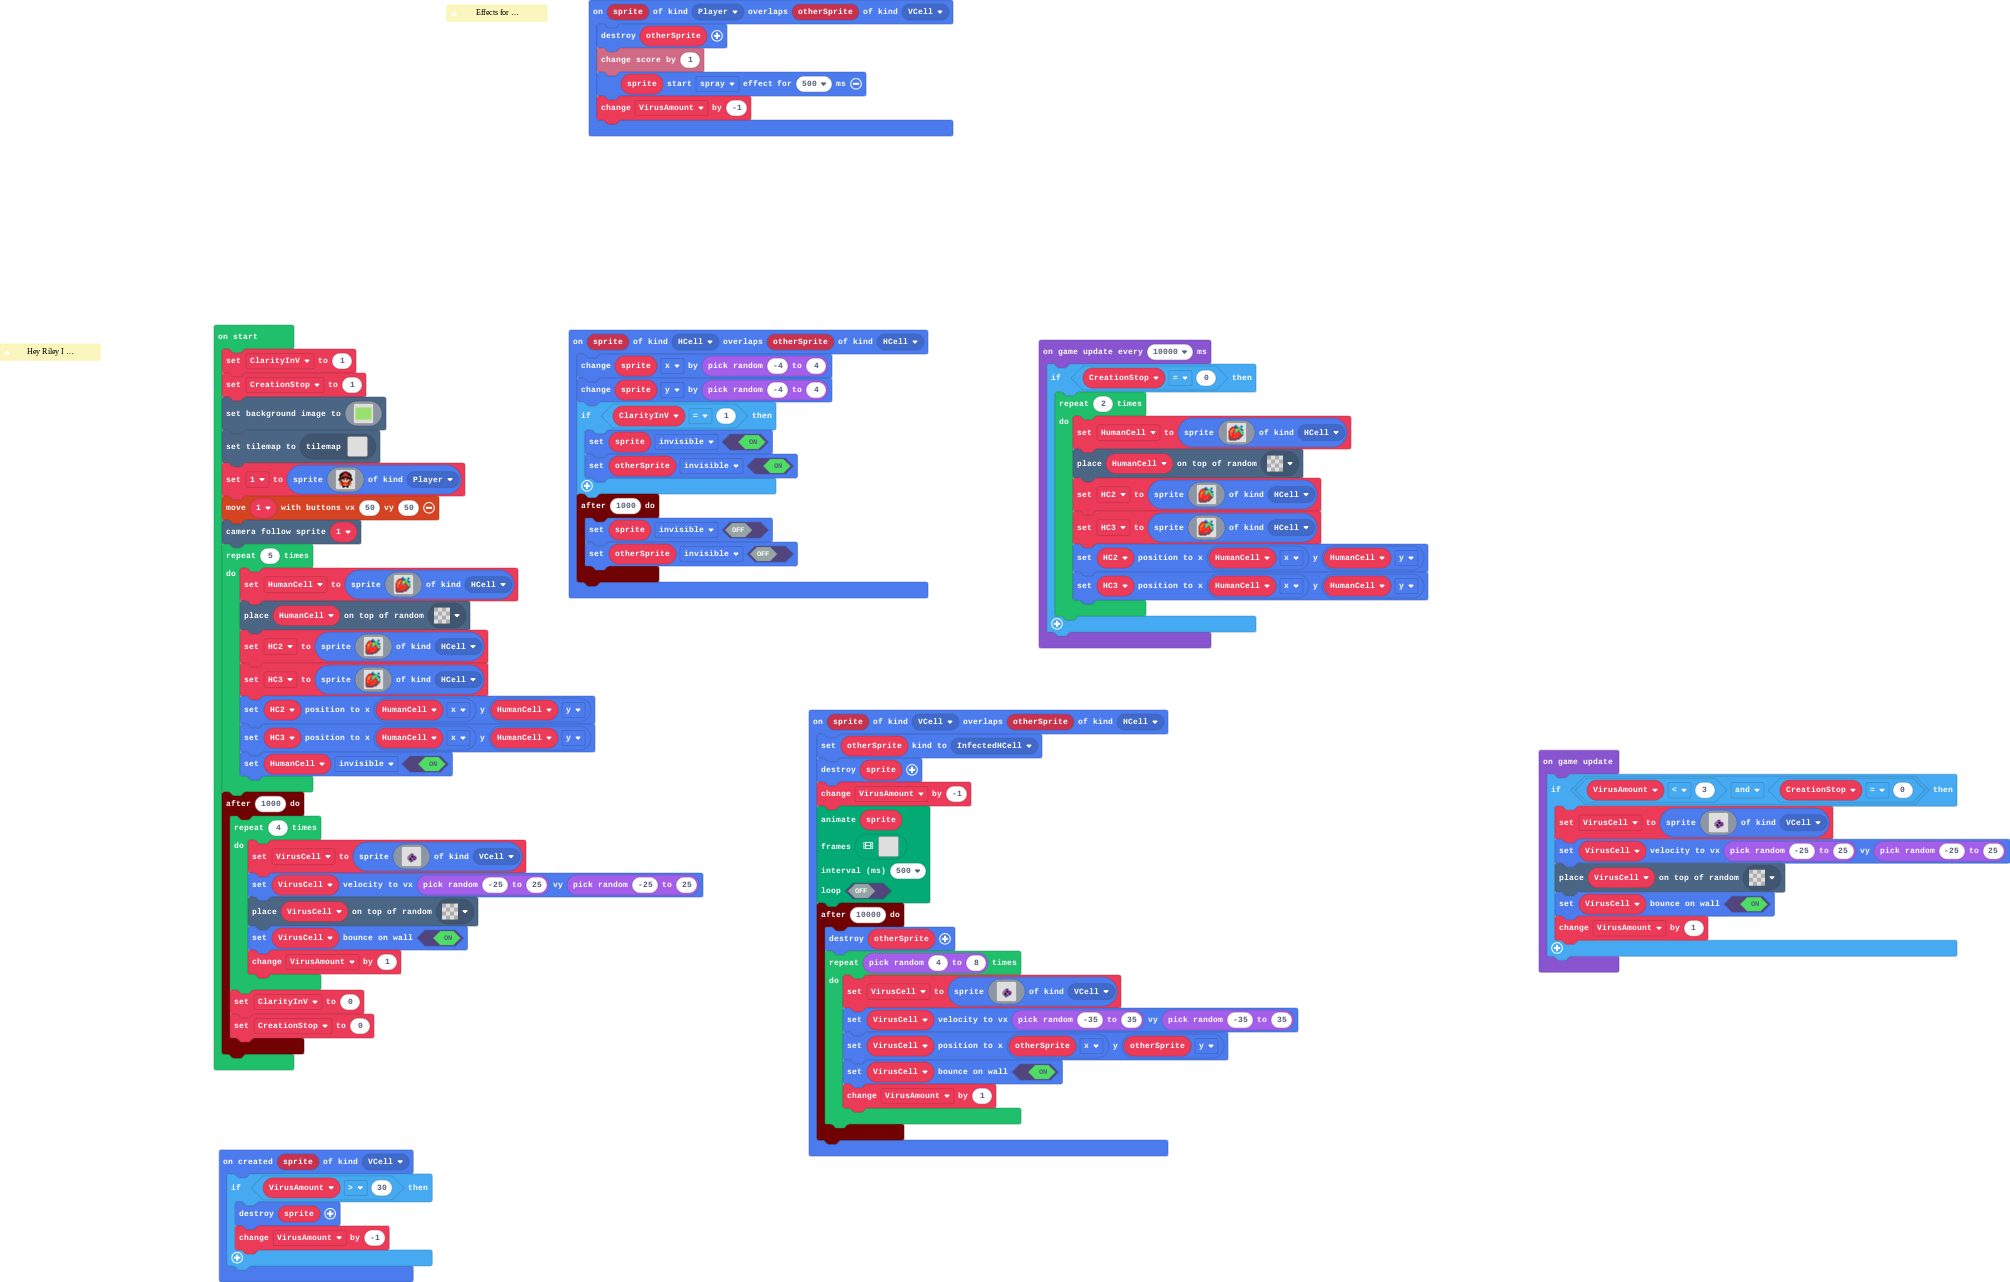 Effects for …
on sprite of kind Player overlaps otherSprite of kind VCell
destroy otherSprite
change score by 1
sprite start spray effect for 500 ms
change VirusAmount by -1
Hey Riley I …
on start
set ClarityInV to 1
set CreationStop to 1
set background image to
set tilemap to tilemap
set 1 to sprite of kind Player
move 1 with buttons vx 50 vy 50
camera follow sprite 1
repeat 5 times
do
set HumanCell to sprite of kind HCell
place HumanCell on top of random
set HC2 to sprite of kind HCell
set HC3 to sprite of kind HCell
set HC2 position to x HumanCell x y HumanCell y
set HC3 position to x HumanCell x y HumanCell y
set HumanCell invisible ON
after 1000 do
repeat 4 times
do
set VirusCell to sprite of kind VCell
set VirusCell velocity to vx pick random -25 to 25 vy pick random -25 to 25
place VirusCell on top of random
set VirusCell bounce on wall ON
change VirusAmount by 1
set ClarityInV to 0
set CreationStop to 0
on sprite of kind HCell overlaps otherSprite of kind HCell
change sprite x by pick random -4 to 4
change sprite y by pick random -4 to 4
if ClarityInV = 1 then
set sprite invisible ON
set otherSprite invisible ON
after 1000 do
set sprite invisible OFF
set otherSprite invisible OFF
on game update every 10000 ms
if CreationStop = 0 then
repeat 2 times
do
set HumanCell to sprite of kind HCell
place HumanCell on top of random
set HC2 to sprite of kind HCell
set HC3 to sprite of kind HCell
set HC2 position to x HumanCell x y HumanCell y
set HC3 position to x HumanCell x y HumanCell y
on sprite of kind VCell overlaps otherSprite of kind HCell
set otherSprite kind to InfectedHCell
destroy sprite
change VirusAmount by -1
animate sprite
frames
interval (ms) 500
loop OFF
after 10000 do
destroy otherSprite
repeat pick random 4 to 8 times
do
set VirusCell to sprite of kind VCell
set VirusCell velocity to vx pick random -35 to 35 vy pick random -35 to 35
set VirusCell position to x otherSprite x y otherSprite y
set VirusCell bounce on wall ON
change VirusAmount by 1
on game update
if VirusAmount < 3 and CreationStop = 0 then
set VirusCell to sprite of kind VCell
set VirusCell velocity to vx pick random -25 to 25 vy pick random -25 to 25
place VirusCell on top of random
set VirusCell bounce on wall ON
change VirusAmount by 1
on created sprite of kind VCell
if VirusAmount > 30 then
destroy sprite
change VirusAmount by -1